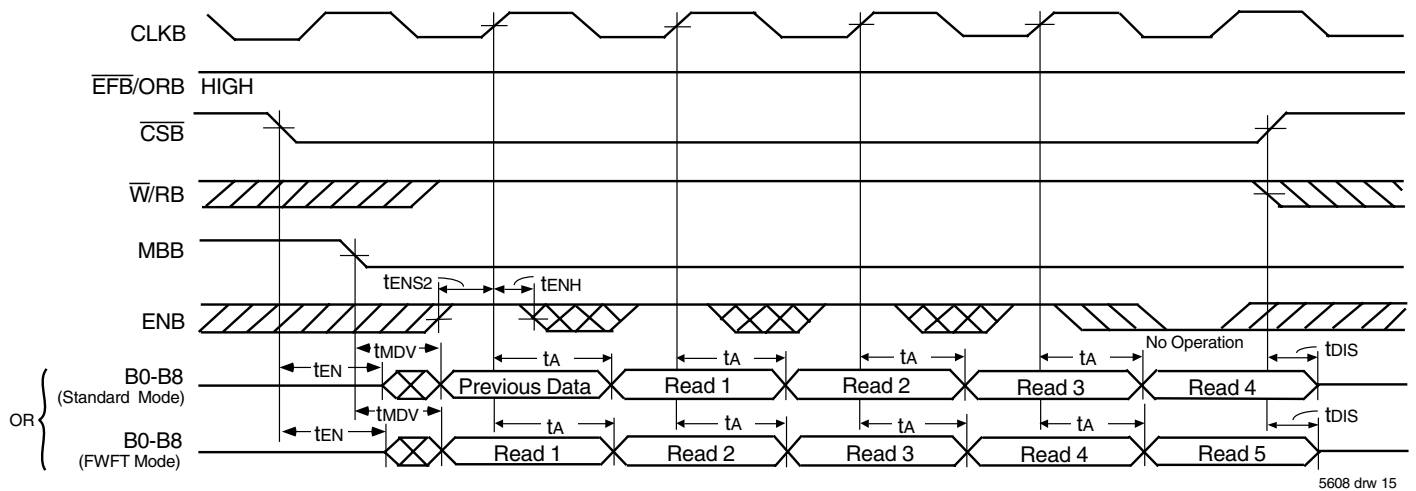 CLKB
EFB/ORB HIGH
CSB
W/RB
MBB
tENS2 tENH
ENB
No Operation
tMDV tA tA tA tA tDIS
tEN
B0-B8
(Standard Mode)
Previous Data Read 1 Read 2 Read 3 Read 4
OR
tMDV tA tA tA tA tDIS
tEN
B0-B8
(FWFT Mode)
Read 1 Read 2 Read 3 Read 4 Read 5
5608 drw 15